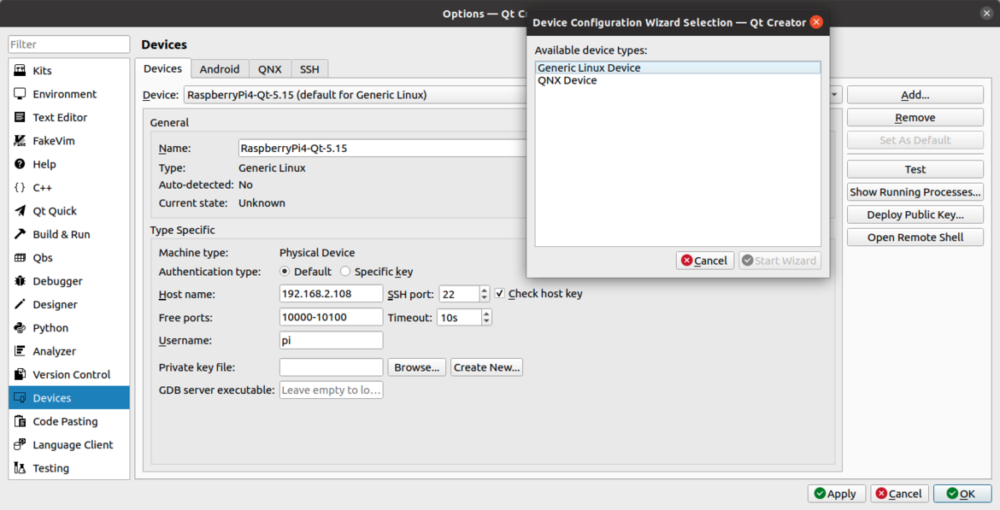 Options — Qt C
Device Configuration Wizard Selection — Qt Creator
Available device types:
Generic Linux Device
QNX Device
Cancel
Start Wizard
Filter
Kits
Environment
Text Editor
FakeVim
Help
C++
Qt Quick
Build & Run
Qbs
Debugger
Designer
Python
Analyzer
Version Control
Devices
Code Pasting
Language Client
Testing
Devices
Devices Android QNX SSH
Device: RaspberryPi4-Qt-5.15 (default for Generic Linux)
General
Name: RaspberryPi4-Qt-5.15
Type: Generic Linux
Auto-detected: No
Current state: Unknown
Type Specific
Machine type: Physical Device
Authentication type: Default Specific key
Host name: 192.168.2.108 SSH port: 22 Check host key
Free ports: 10000-10100 Timeout: 10s
Username: pi
Private key file: Browse... Create New...
GDB server executable: Leave empty to lo...
Add...
Remove
Set As Default
Test
Show Running Processes...
Deploy Public Key...
Open Remote Shell
Apply Cancel OK